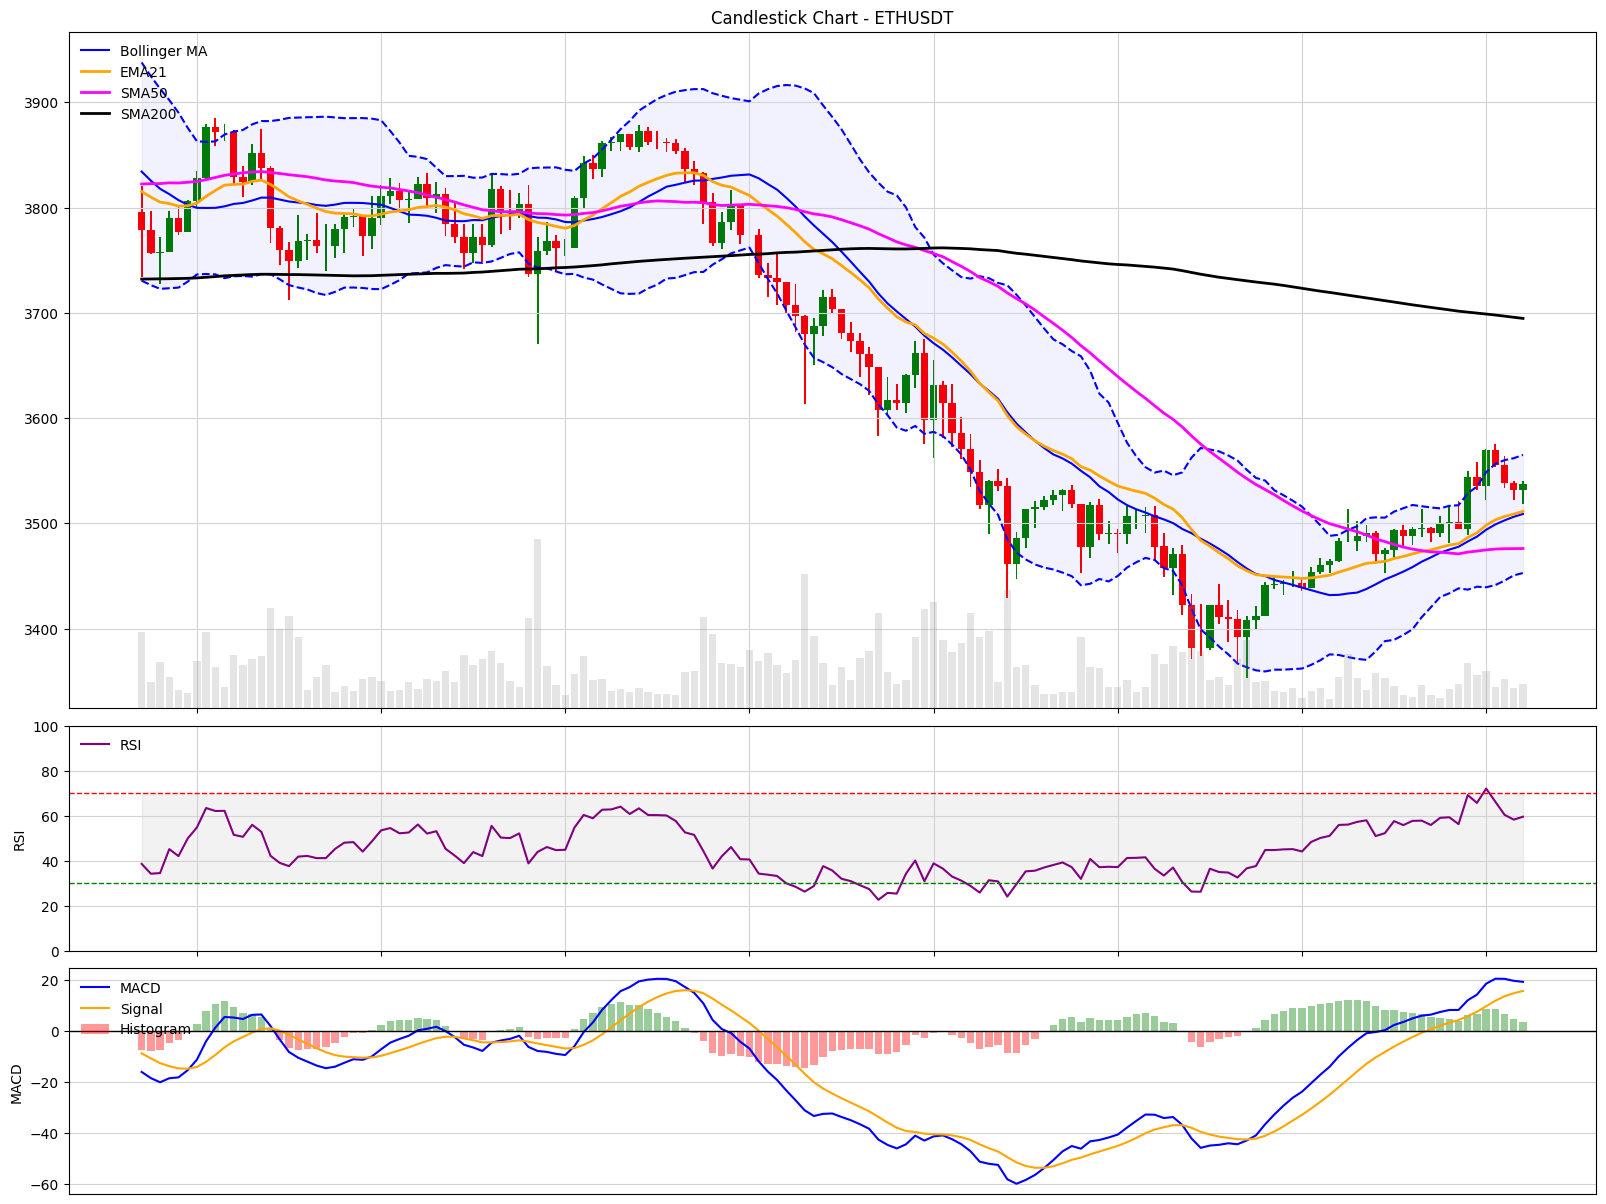 Candlestick Chart - ETHUSDT
Bollinger MA
EMA21
SMA50
SMA200
3900
3800
3700
3600
3500
3400
RSI
100
80
60
40
20
0
RSI
MACD
Signal
Histogram
20
0
−20
−40
−60
MACD